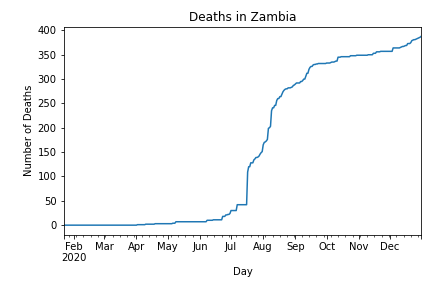 Deaths in Zambia
Number of Deaths
400
350
300
250
200
150
100
50
0
Feb Mar Apr May Jun Jul Aug Sep Oct Nov Dec
2020
Day